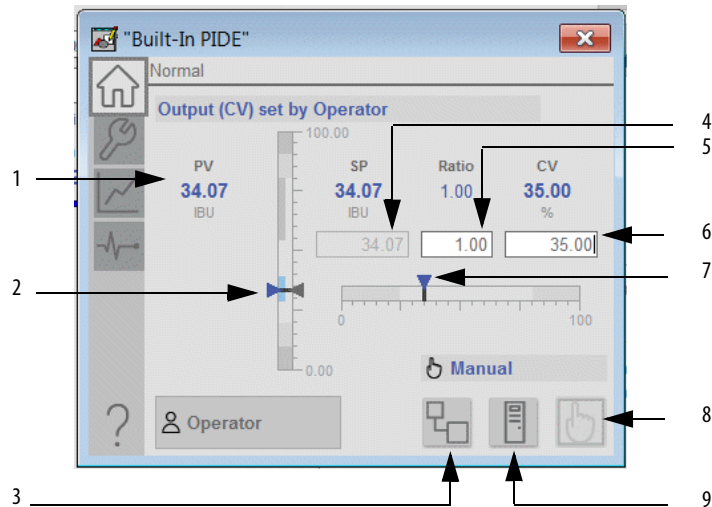 "Built-In PIDE"
Normal
Output (CV) set by Operator
100.00
4
5
PV
SP
Ratio
CV
1
34.07
34.07
1.00
35.00
IBU
IBU
%
34.07
1.00
35.00
6
7
2
0
100
0.00
Manual
Operator
?
8
3
9